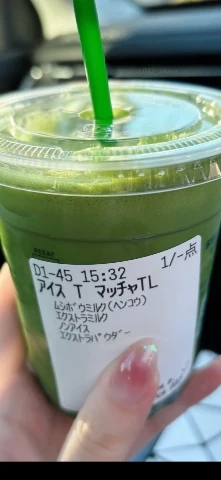 D1-45 15:32 1/-点
アイス T マッチャTL
ムシボウミルク(ヘンコウ)
エクストラミルク
ノンアイス
エクストラパウダー